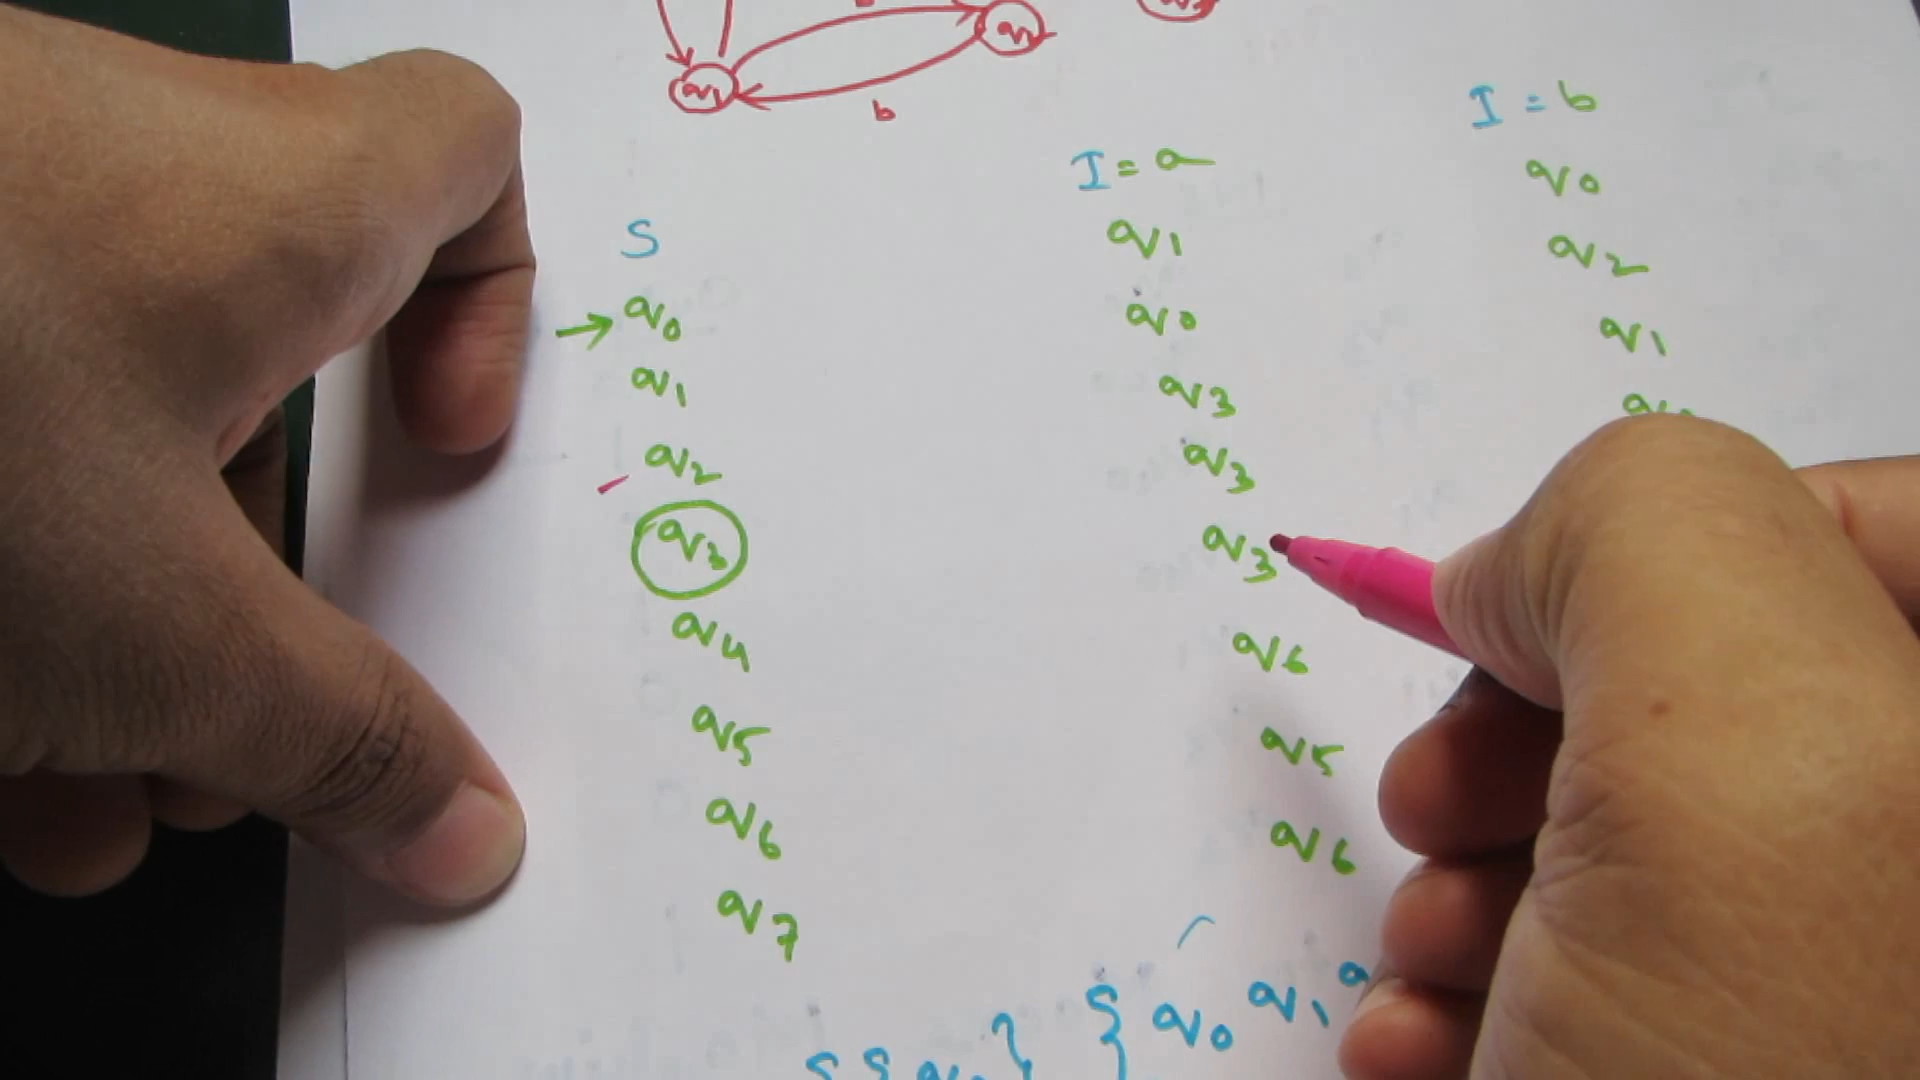 q1 b
S I = a I = b
→ q0 q1 q0
q1 q0 q2
q2 q3 q1
q3 q3
q4 q3
q5 q6
q6 q5
q7 q6
{ q0 q1